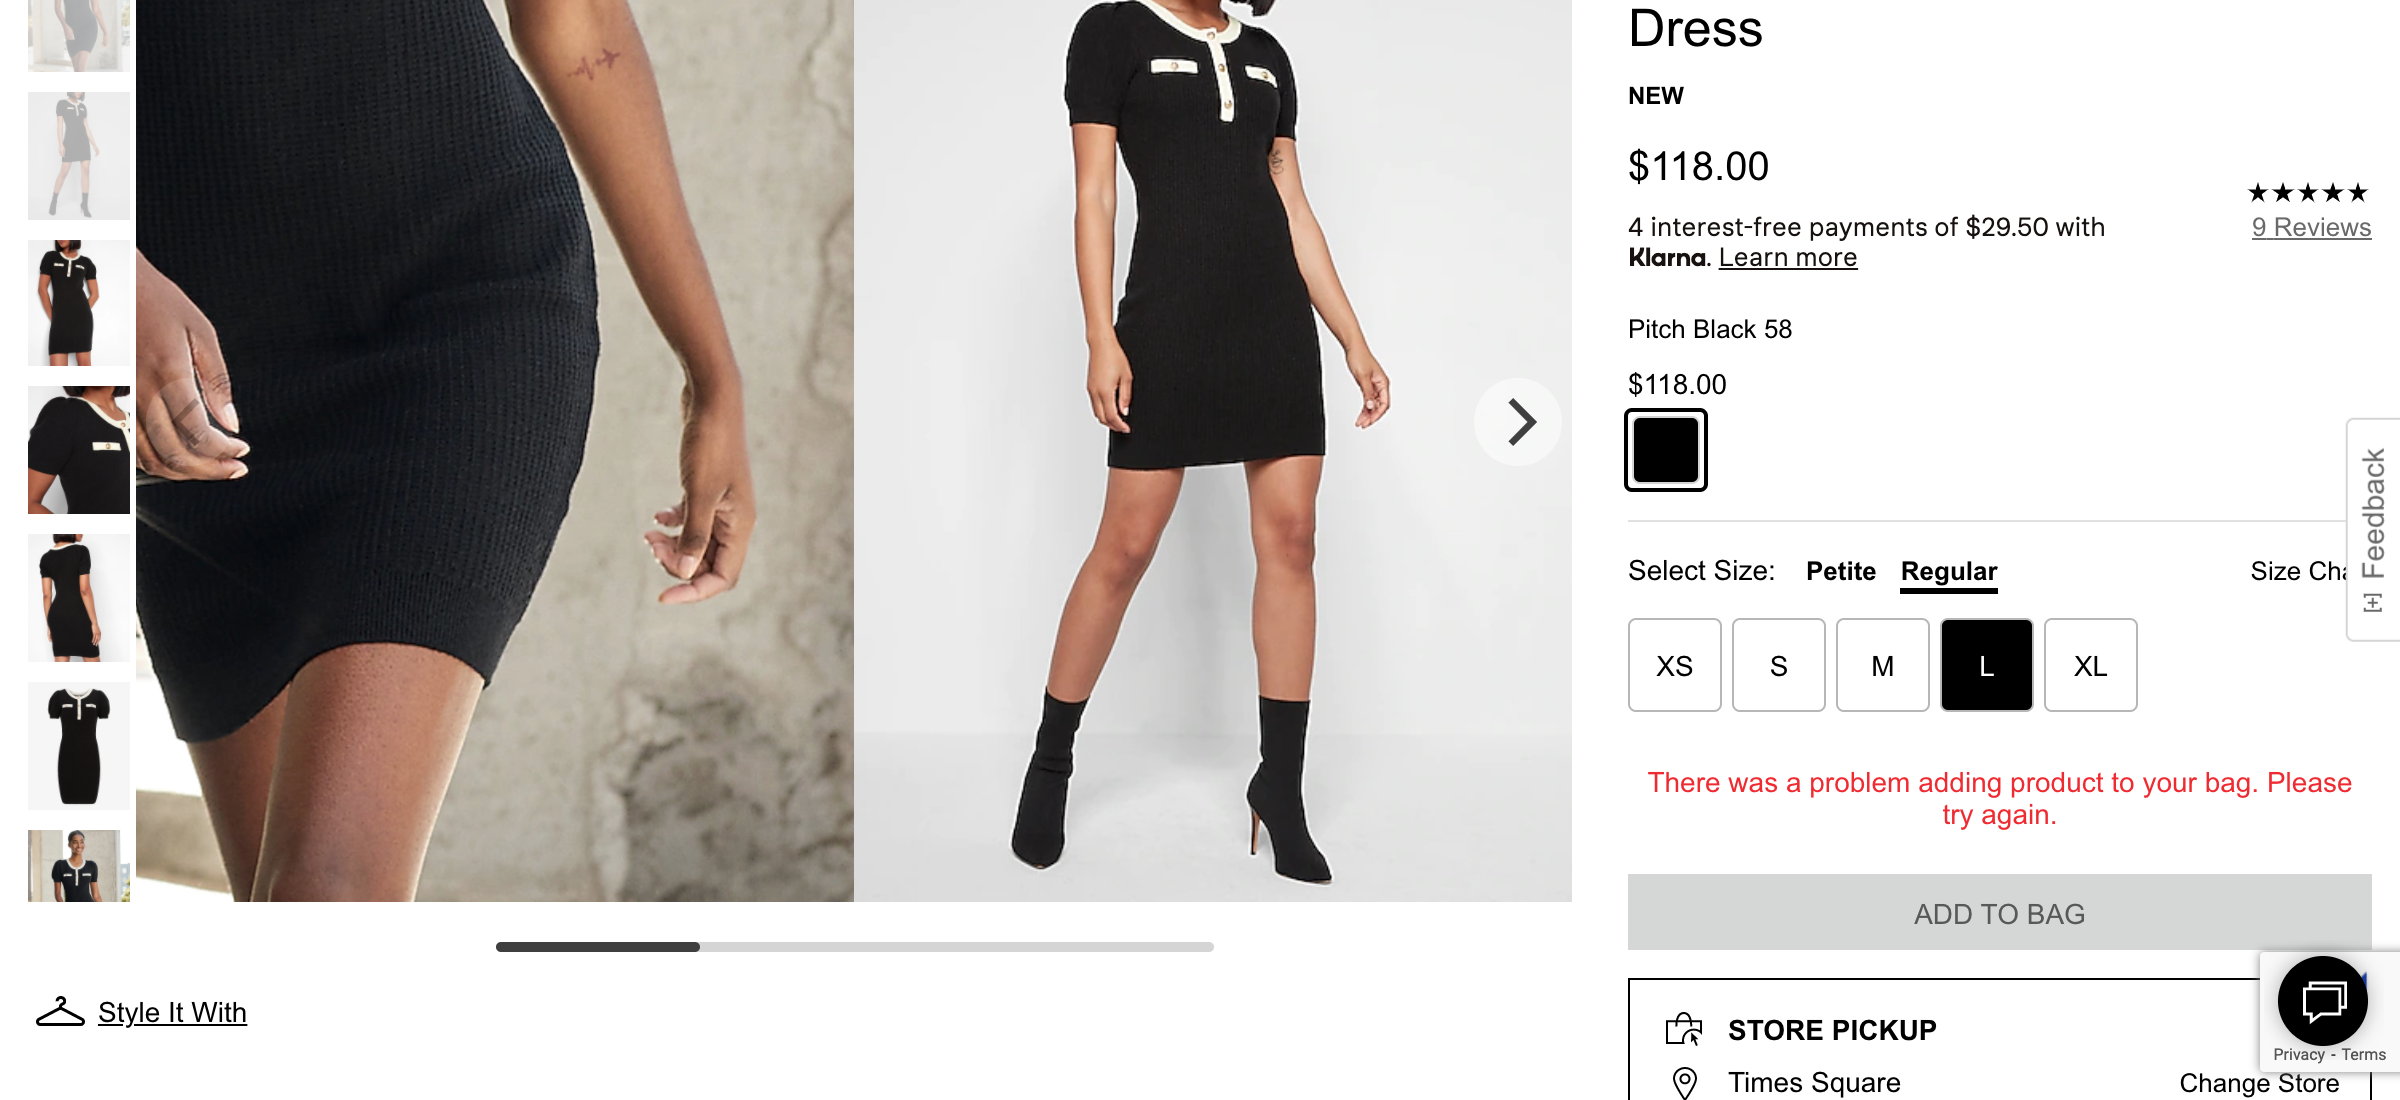 Dress
NEW
$118.00
4 interest-free payments of $29.50 with
Klarna. Learn more
9 Reviews
Pitch Black 58
$118.00
[+] Feedback
Select Size: Petite Regular
XS S M L XL
There was a problem adding product to your bag. Please
try again.
ADD TO BAG
Style It With
STORE PICKUP
Times Square
Change Store
Privacy - Terms